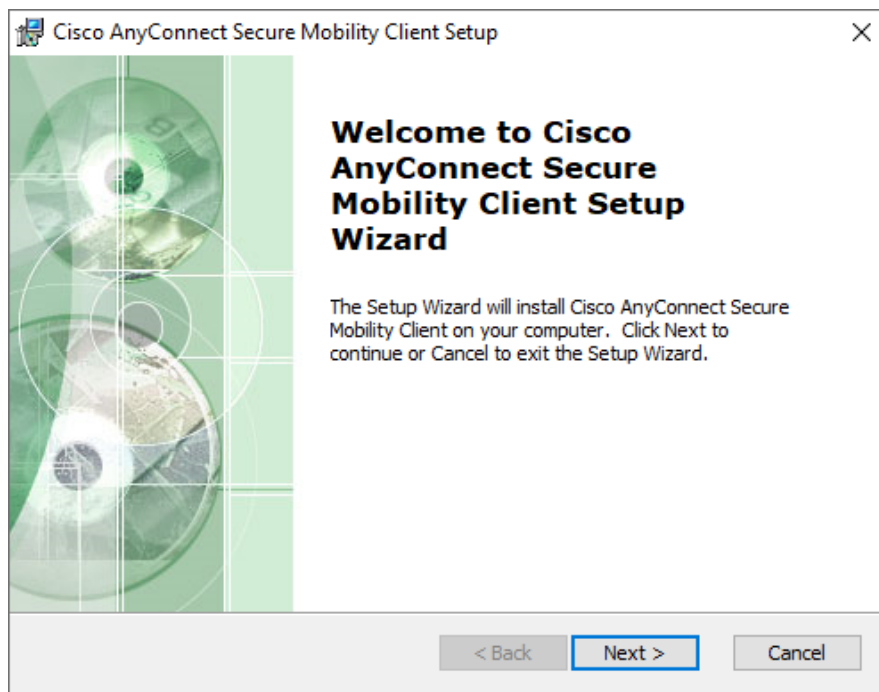 Cisco AnyConnect Secure Mobility Client Setup
Welcome to Cisco
AnyConnect Secure
Mobility Client Setup
Wizard
The Setup Wizard will install Cisco AnyConnect Secure
Mobility Client on your computer.  Click Next to
continue or Cancel to exit the Setup Wizard.
< Back
Next >
Cancel